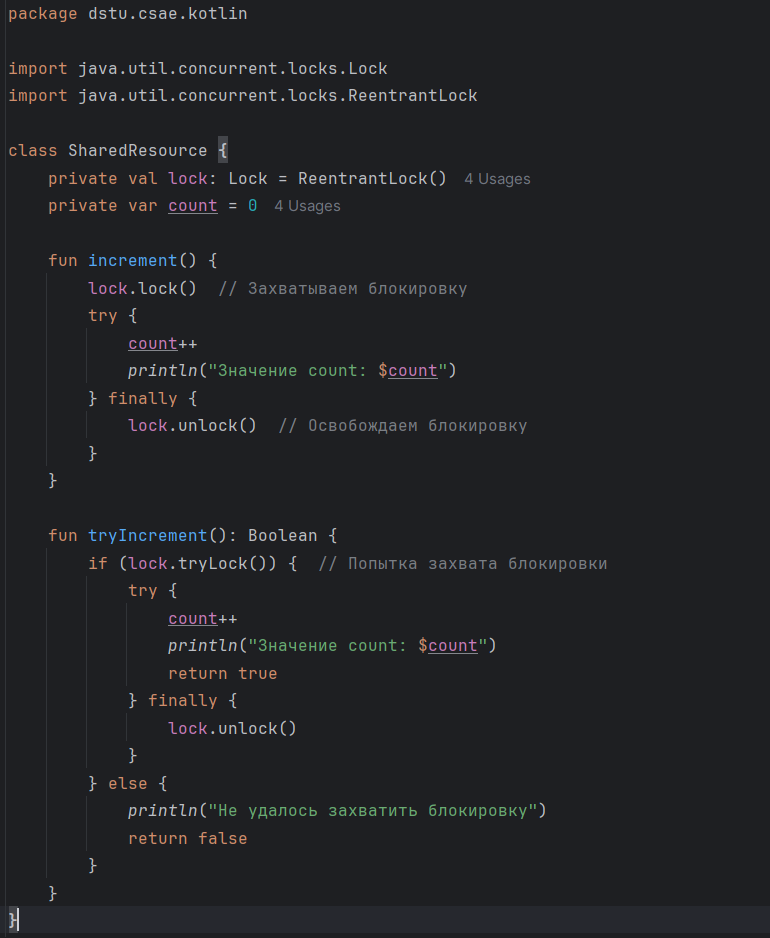 package dstu.csae.kotlin
import java.util.concurrent.locks.Lock
import java.util.concurrent.locks.ReentrantLock
class SharedResource {
    private val lock: Lock = ReentrantLock() 4 Usages
    private var count = 0 4 Usages
    fun increment() {
        lock.lock()  // Захватываем блокировку
        try {
            count++
            println("Значение count: $count")
        } finally {
            lock.unlock()  // Освобождаем блокировку
        }
    }
    fun tryIncrement(): Boolean {
        if (lock.tryLock()) {  // Попытка захвата блокировки
            try {
                count++
                println("Значение count: $count")
                return true
            } finally {
                lock.unlock()
            }
        } else {
            println("Не удалось захватить блокировку")
            return false
        }
    }
}